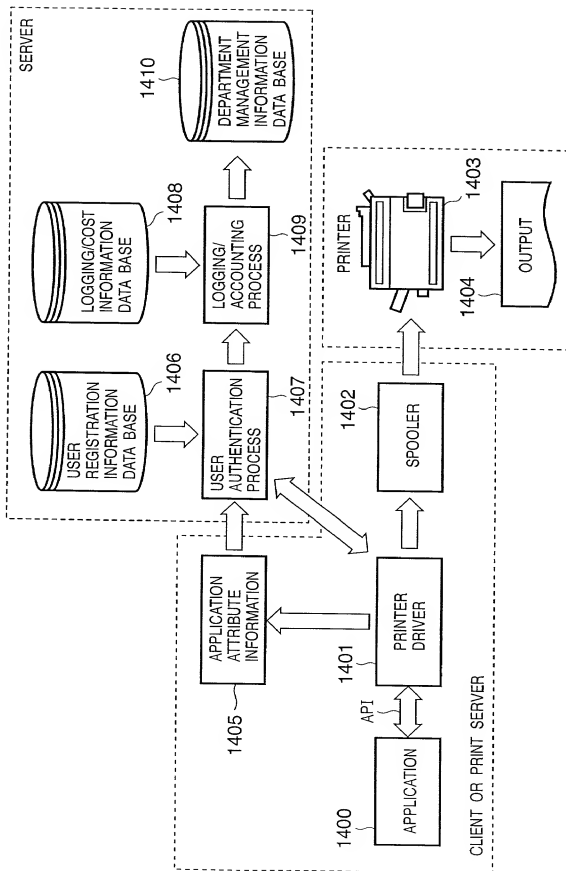 SERVER
USER
REGISTRATION
INFORMATION
DATA BASE
1406
LOGGING/COST
INFORMATION
DATA BASE
1408
1410
APPLICATION
ATTRIBUTE
INFORMATION
1405
USER
AUTHENTICATION
PROCESS
1407
LOGGING/
ACCOUNTING
PROCESS
1409
DEPARTMENT
MANAGEMENT
INFORMATION
DATA BASE
1400
APPLICATION
API
1401
PRINTER
DRIVER
1402
SPOOLER
PRINTER
1403
1404
OUTPUT
CLIENT OR PRINT SERVER